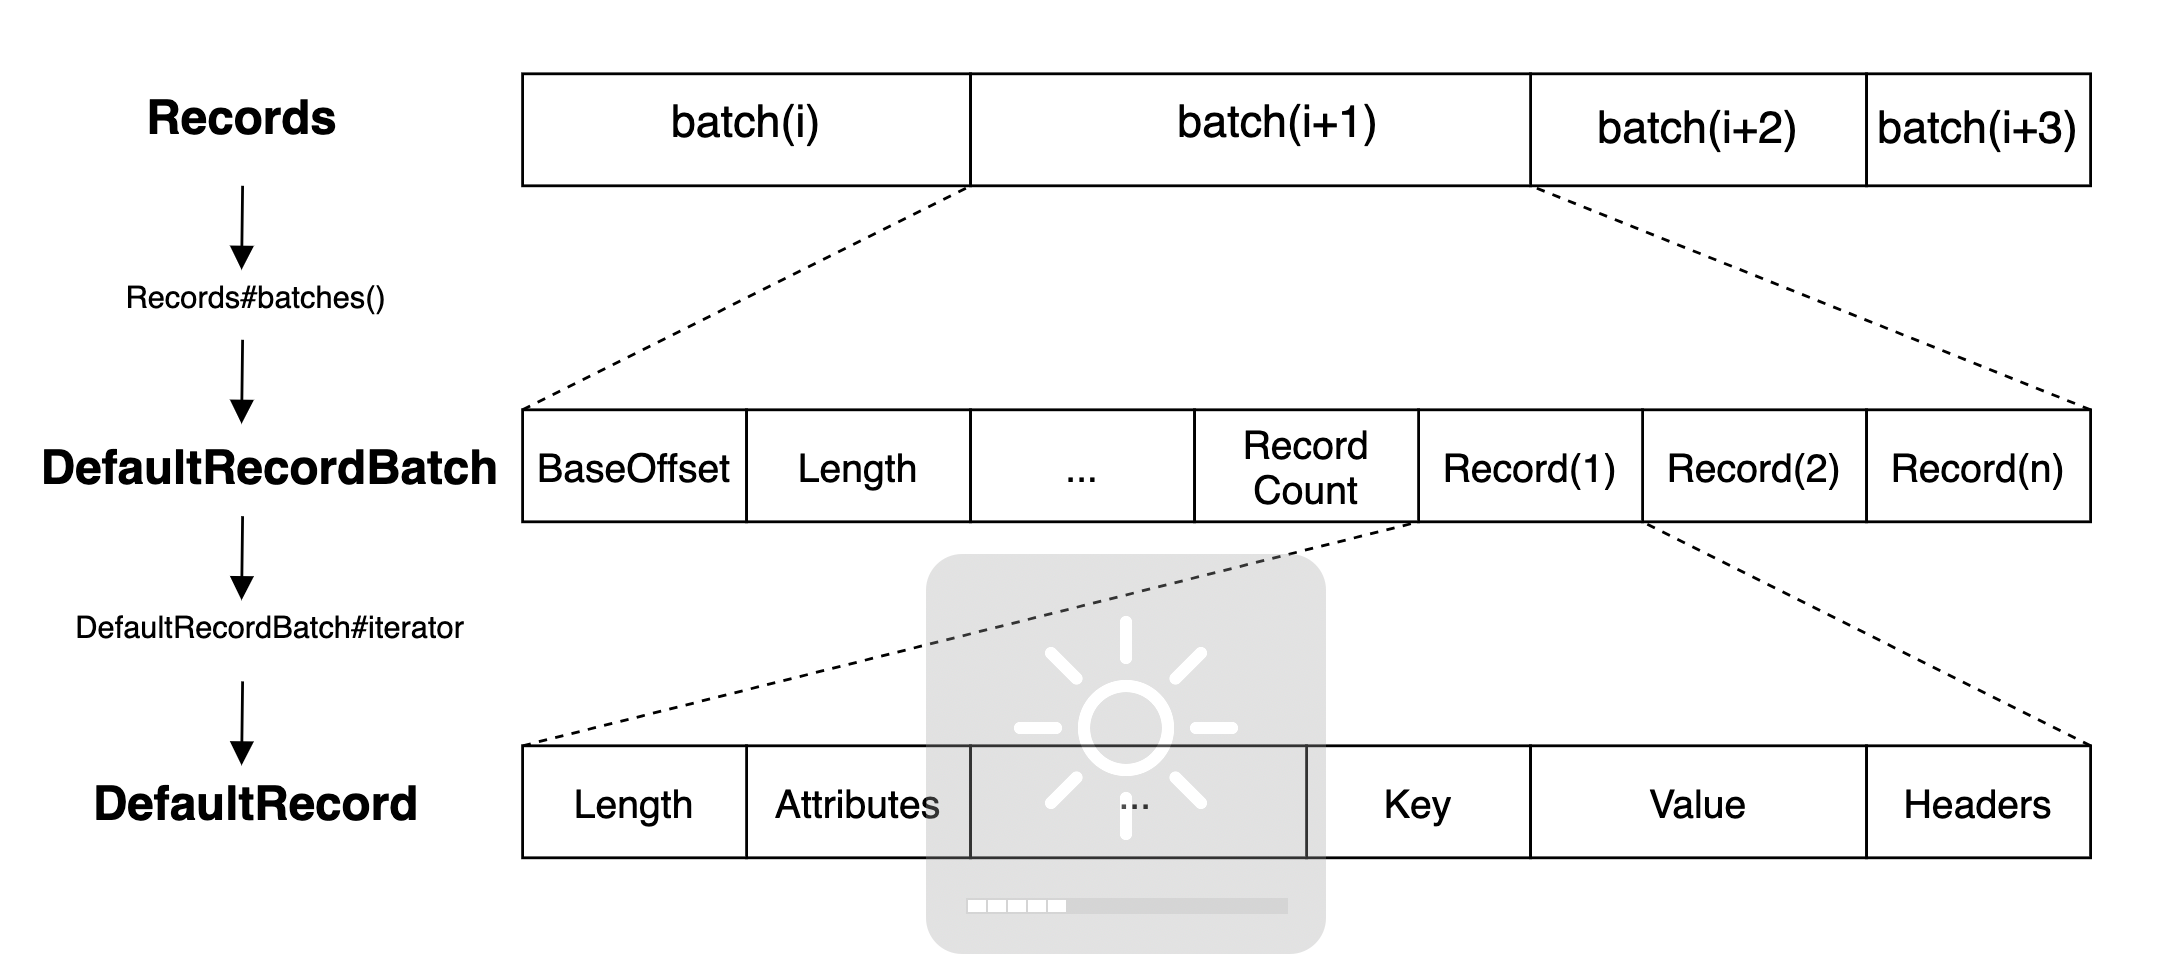 Records
batch(i)
batch(i+1)
batch(i+2)
batch(i+3)
Records#batches()
DefaultRecordBatch
BaseOffset
Length
...
Record
Count
Record(1)
Record(2)
Record(n)
DefaultRecordBatch#iterator
DefaultRecord
Length
Attributes
...
Key
Value
Headers